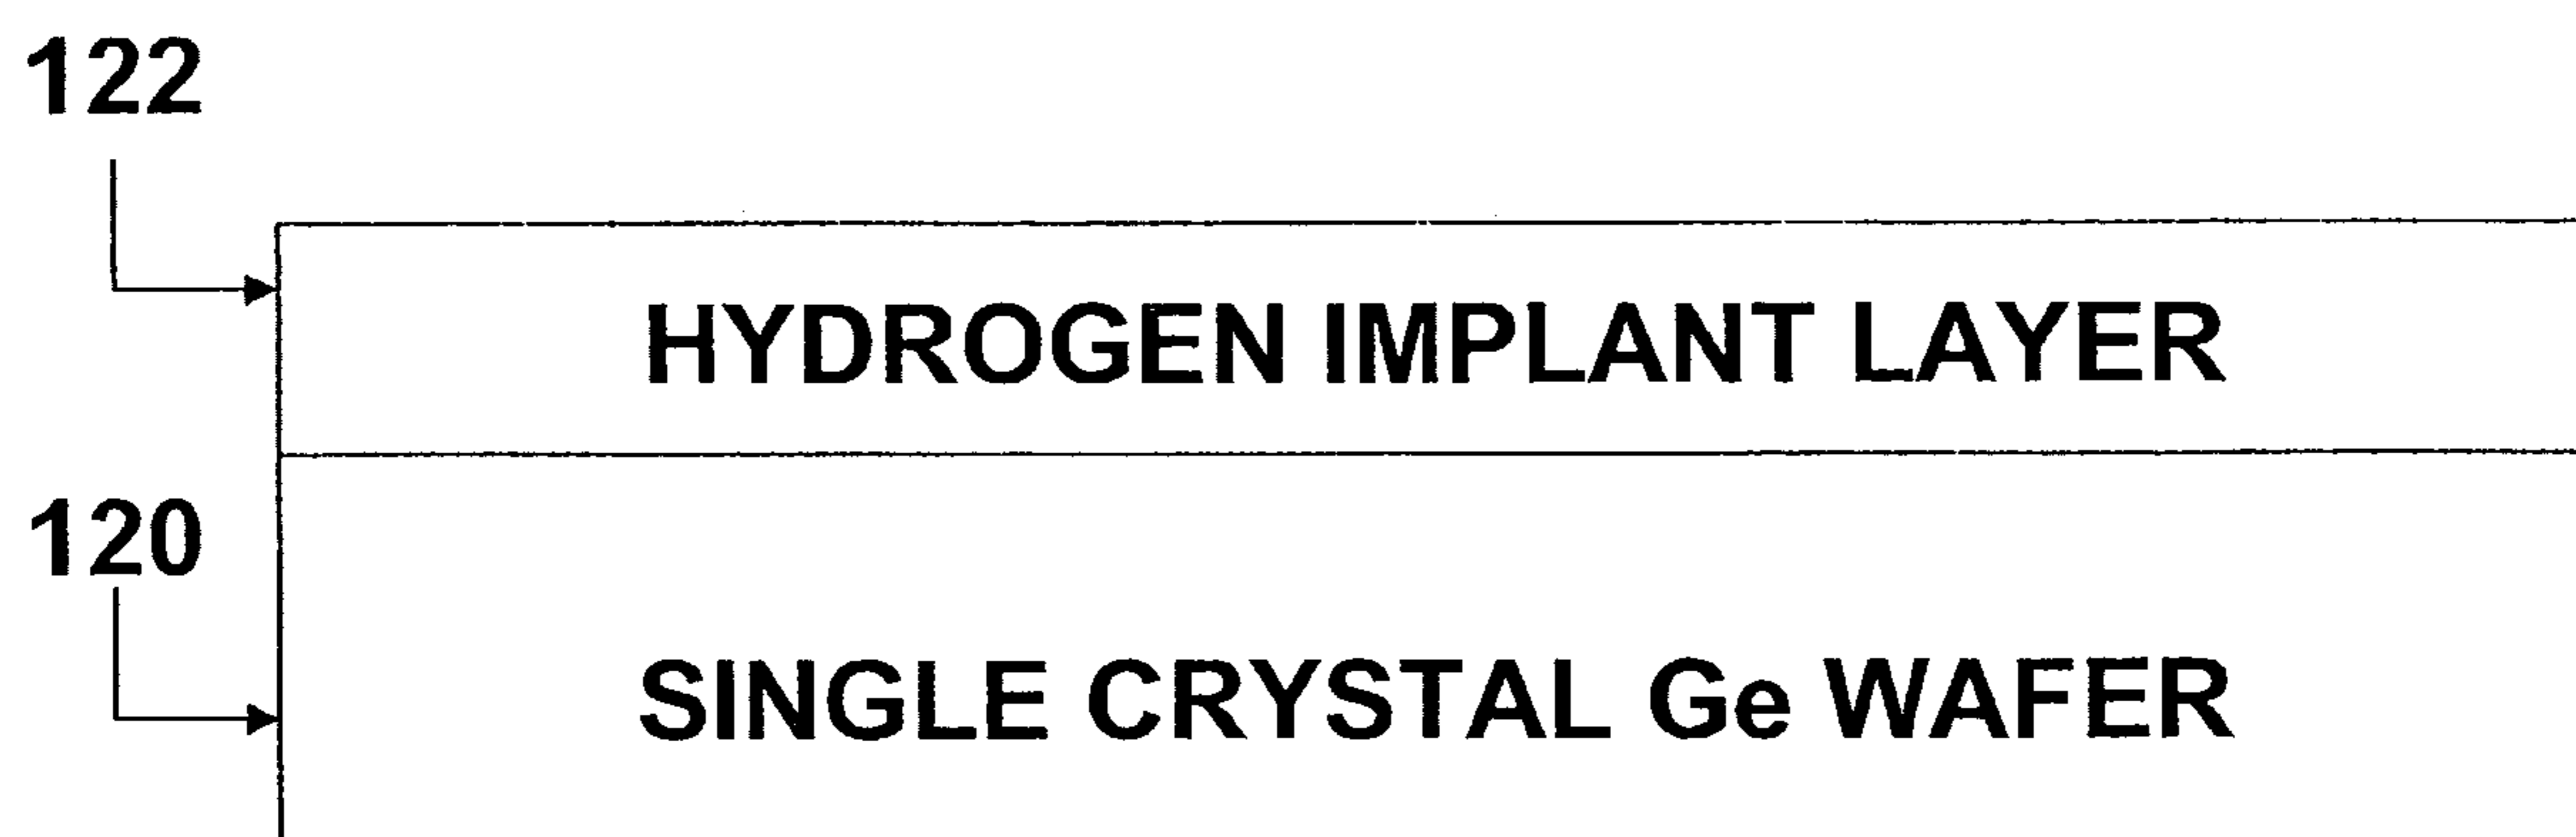 122
HYDROGEN IMPLANT LAYER
120
SINGLE CRYSTAL Ge WAFER